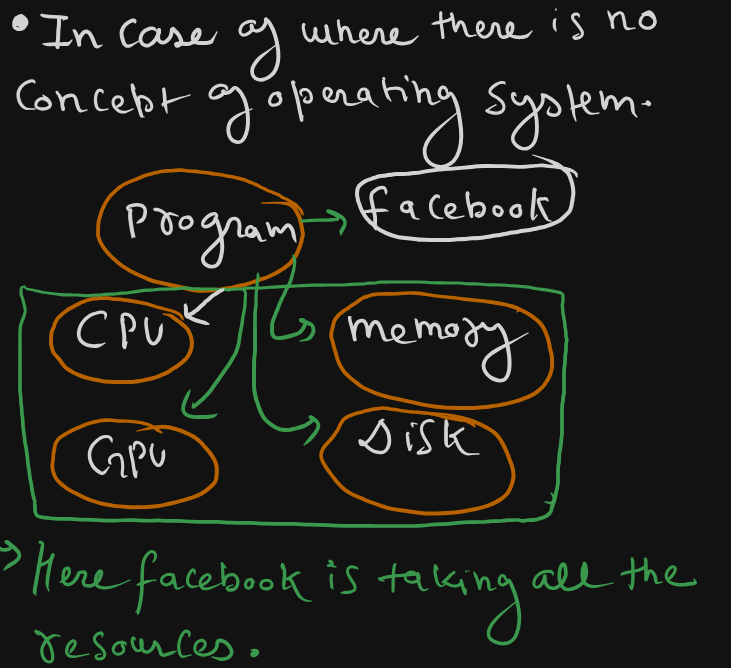 • In case of where there is no
concept of operating system.
Program → facebook
CPU
memory
GPU
Disk
→ Here facebook is taking all the
resources.